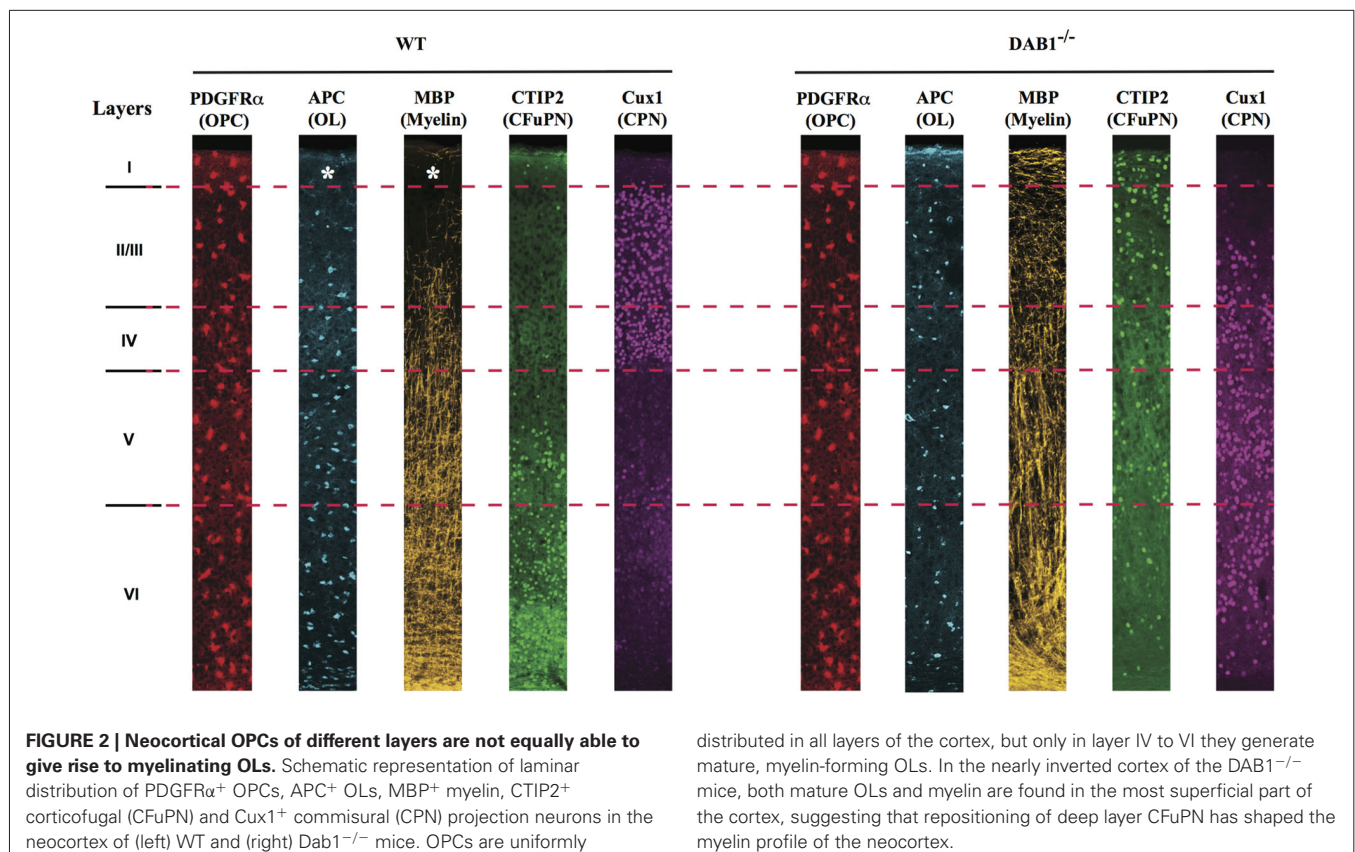 WT
DAB1-/-
Layers
PDGFRα APC MBP CTIP2 Cux1
(OPC) (OL) (Myelin) (CFuPN) (CPN)
PDGFRα APC MBP CTIP2 Cux1
(OPC) (OL) (Myelin) (CFuPN) (CPN)
I
* *
II/III
IV
V
VI
FIGURE 2 | Neocortical OPCs of different layers are not equally able to
give rise to myelinating OLs. Schematic representation of laminar
distribution of PDGFRα+ OPCs, APC+ OLs, MBP+ myelin, CTIP2+
corticofugal (CFuPN) and Cux1+ commisural (CPN) projection neurons in the
neocortex of (left) WT and (right) Dab1−/− mice. OPCs are uniformly
distributed in all layers of the cortex, but only in layer IV to VI they generate
mature, myelin-forming OLs. In the nearly inverted cortex of the DAB1−/−
mice, both mature OLs and myelin are found in the most superficial part of
the cortex, suggesting that repositioning of deep layer CFuPN has shaped the
myelin profile of the neocortex.